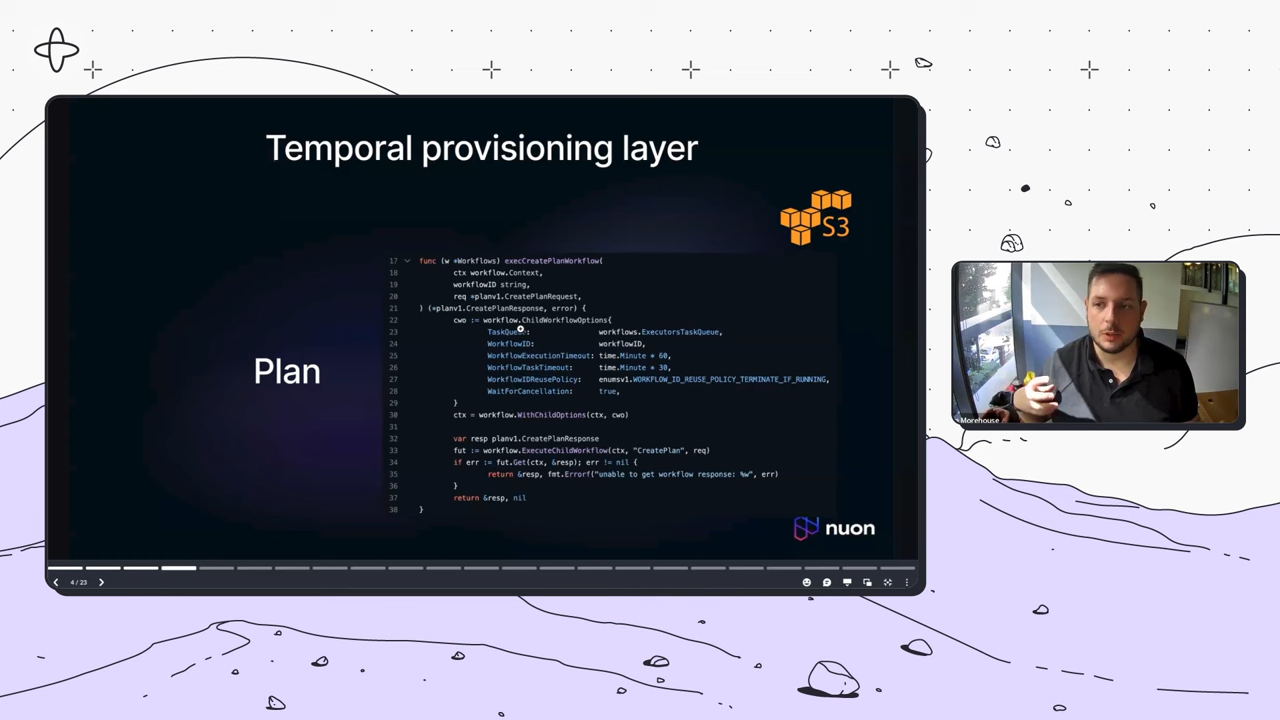 Temporal provisioning layer
S3
Plan
17 func (w *Workflows) execCreatePlanWorkflow(
18 ctx workflow.Context,
19 workflowID string,
20 req *planv1.CreatePlanRequest,
21 ) (*planv1.CreatePlanResponse, error) {
22 cwo := workflow.ChildWorkflowOptions{
23 TaskQueue: workflows.ExecutorsTaskQueue,
24 WorkflowID: workflowID,
25 WorkflowExecutionTimeout: time.Minute * 60,
26 WorkflowTaskTimeout: time.Minute * 30,
27 WorkflowIDReusePolicy: enumsv1.WORKFLOW_ID_REUSE_POLICY_TERMINATE_IF_RUNNING,
28 WaitForCancellation: true,
29 }
30 ctx = workflow.WithChildOptions(ctx, cwo)
31
32 var resp planv1.CreatePlanResponse
33 fut := workflow.ExecuteChildWorkflow(ctx, "CreatePlan", req)
34 if err := fut.Get(ctx, &resp); err != nil {
35 return &resp, fmt.Errorf("unable to get workflow response: %w", err)
36 }
37 return &resp, nil
38 }
nuon
4 / 23
Morehouse